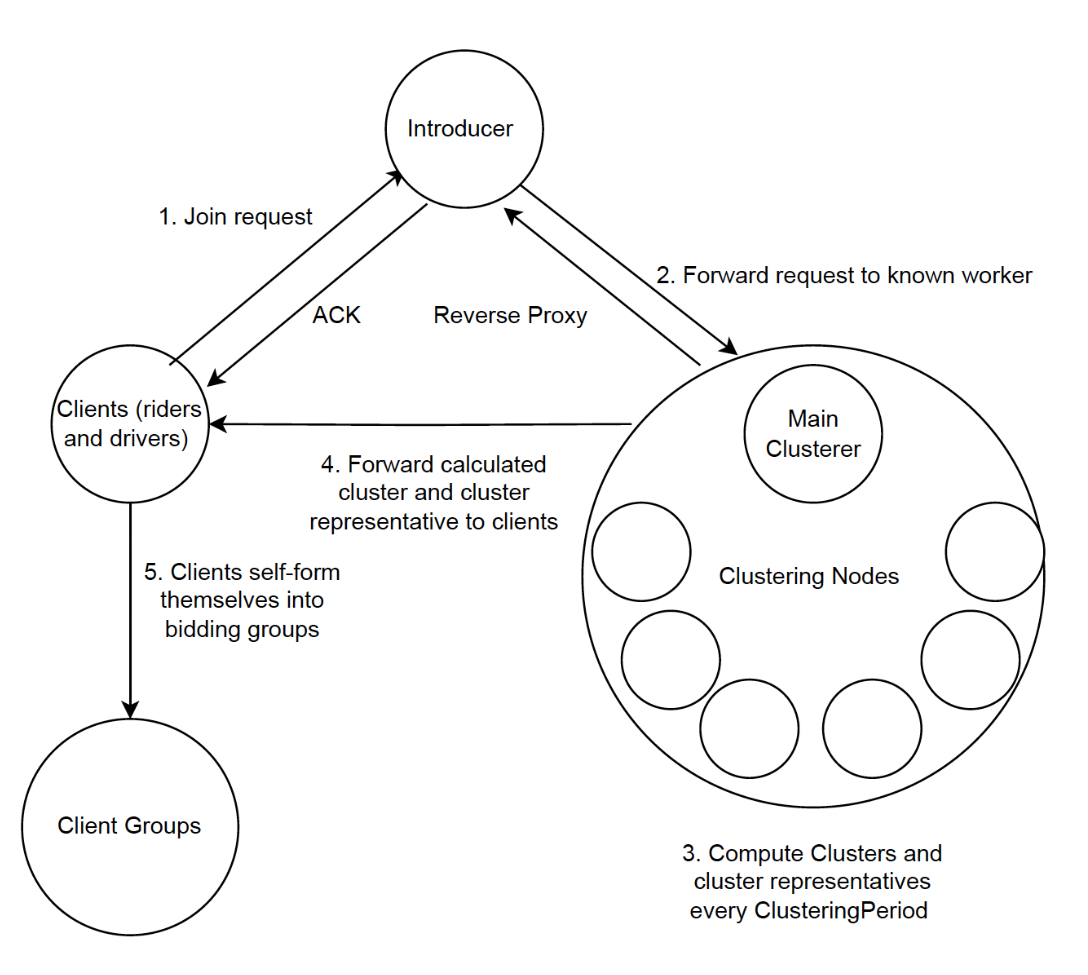 Introducer
1. Join request
2. Forward request to known worker
ACK
Reverse Proxy
Clients (riders
and drivers)
Main
Clusterer
4. Forward calculated
cluster and cluster
representative to clients
5. Clients self-form
themselves into
bidding groups
Clustering Nodes
Client Groups
3. Compute Clusters and
cluster representatives
every ClusteringPeriod